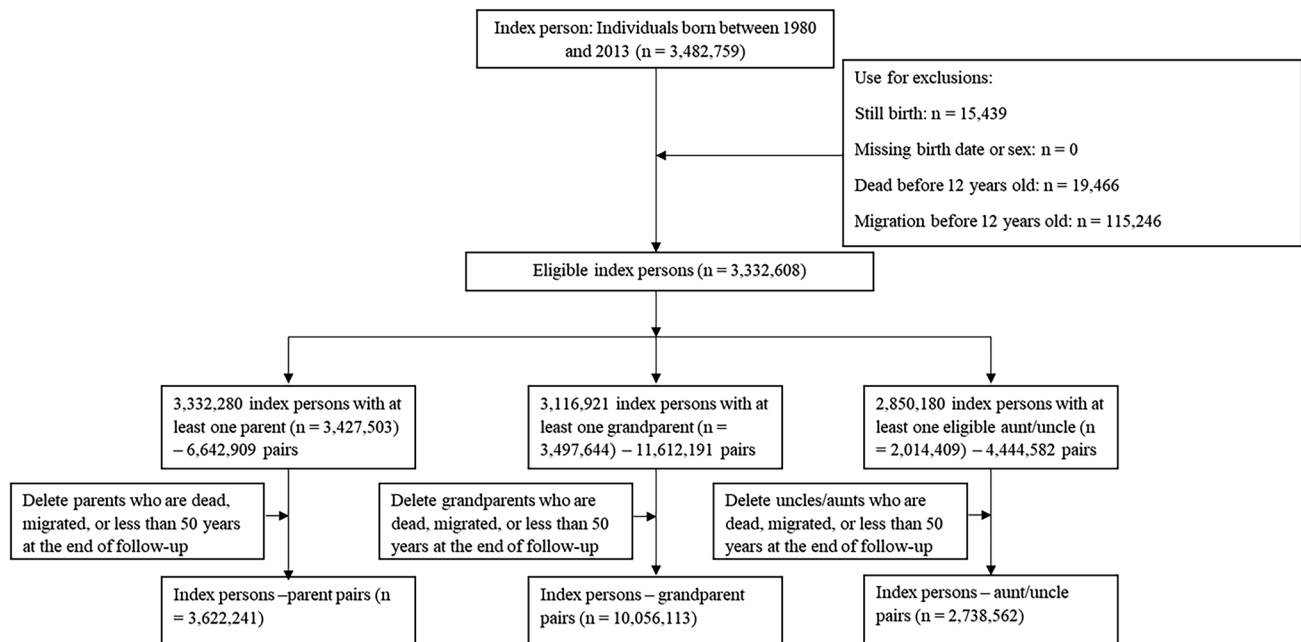 Index person: Individuals born between 1980
and 2013 (n = 3,482,759)
Use for exclusions:
Still birth: n = 15,439
Missing birth date or sex: n = 0
Dead before 12 years old: n = 19,466
Migration before 12 years old: n = 115,246
Eligible index persons (n = 3,332,608)
3,332,280 index persons with at
least one parent (n = 3,427,503)
– 6,642,909 pairs
3,116,921 index persons with at
least one grandparent (n =
3,497,644) – 11,612,191 pairs
2,850,180 index persons with at
least one eligible aunt/uncle (n
= 2,014,409) – 4,444,582 pairs
Delete parents who are dead,
migrated, or less than 50 years
at the end of follow-up
Delete grandparents who are
dead, migrated, or less than 50
years at the end of follow-up
Delete uncles/aunts who are
dead, migrated, or less than 50
years at the end of follow-up
Index persons –parent pairs (n
= 3,622,241)
Index persons – grandparent
pairs (n = 10,056,113)
Index persons – aunt/uncle
pairs (n = 2,738,562)